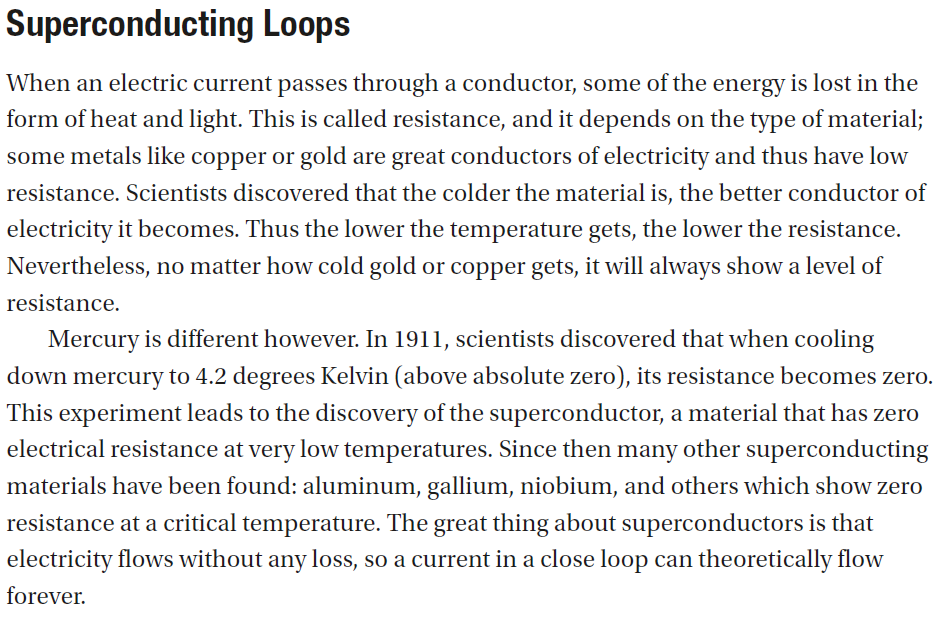 Superconducting Loops
When an electric current passes through a conductor, some of the energy is lost in the
form of heat and light. This is called resistance, and it depends on the type of material;
some metals like copper or gold are great conductors of electricity and thus have low
resistance. Scientists discovered that the colder the material is, the better conductor of
electricity it becomes. Thus the lower the temperature gets, the lower the resistance.
Nevertheless, no matter how cold gold or copper gets, it will always show a level of
resistance.
Mercury is different however. In 1911, scientists discovered that when cooling
down mercury to 4.2 degrees Kelvin (above absolute zero), its resistance becomes zero.
This experiment leads to the discovery of the superconductor, a material that has zero
electrical resistance at very low temperatures. Since then many other superconducting
materials have been found: aluminum, gallium, niobium, and others which show zero
resistance at a critical temperature. The great thing about superconductors is that
electricity flows without any loss, so a current in a close loop can theoretically flow
forever.